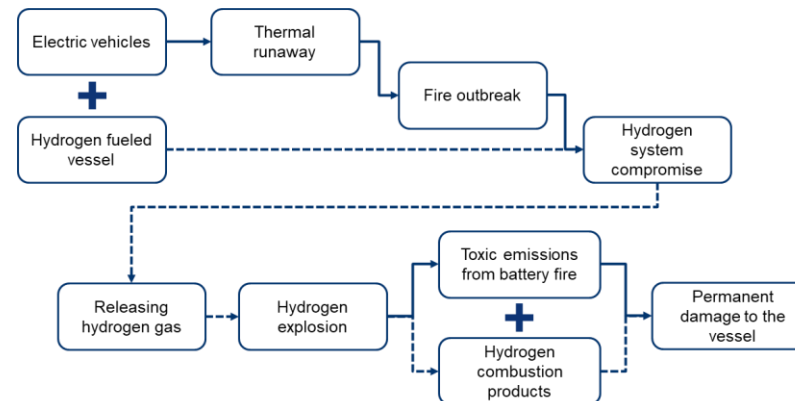 Electric vehicles
Thermal
runaway
Fire outbreak
Hydrogen fueled
vessel
Hydrogen
system
compromise
Releasing
hydrogen gas
Hydrogen
explosion
Toxic emissions
from battery fire
Hydrogen
combustion
products
Permanent
damage to the
vessel